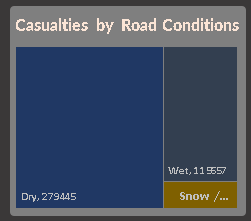 Casualties by Road Conditions
Wet, 115557
Dry, 279445
Snow /...